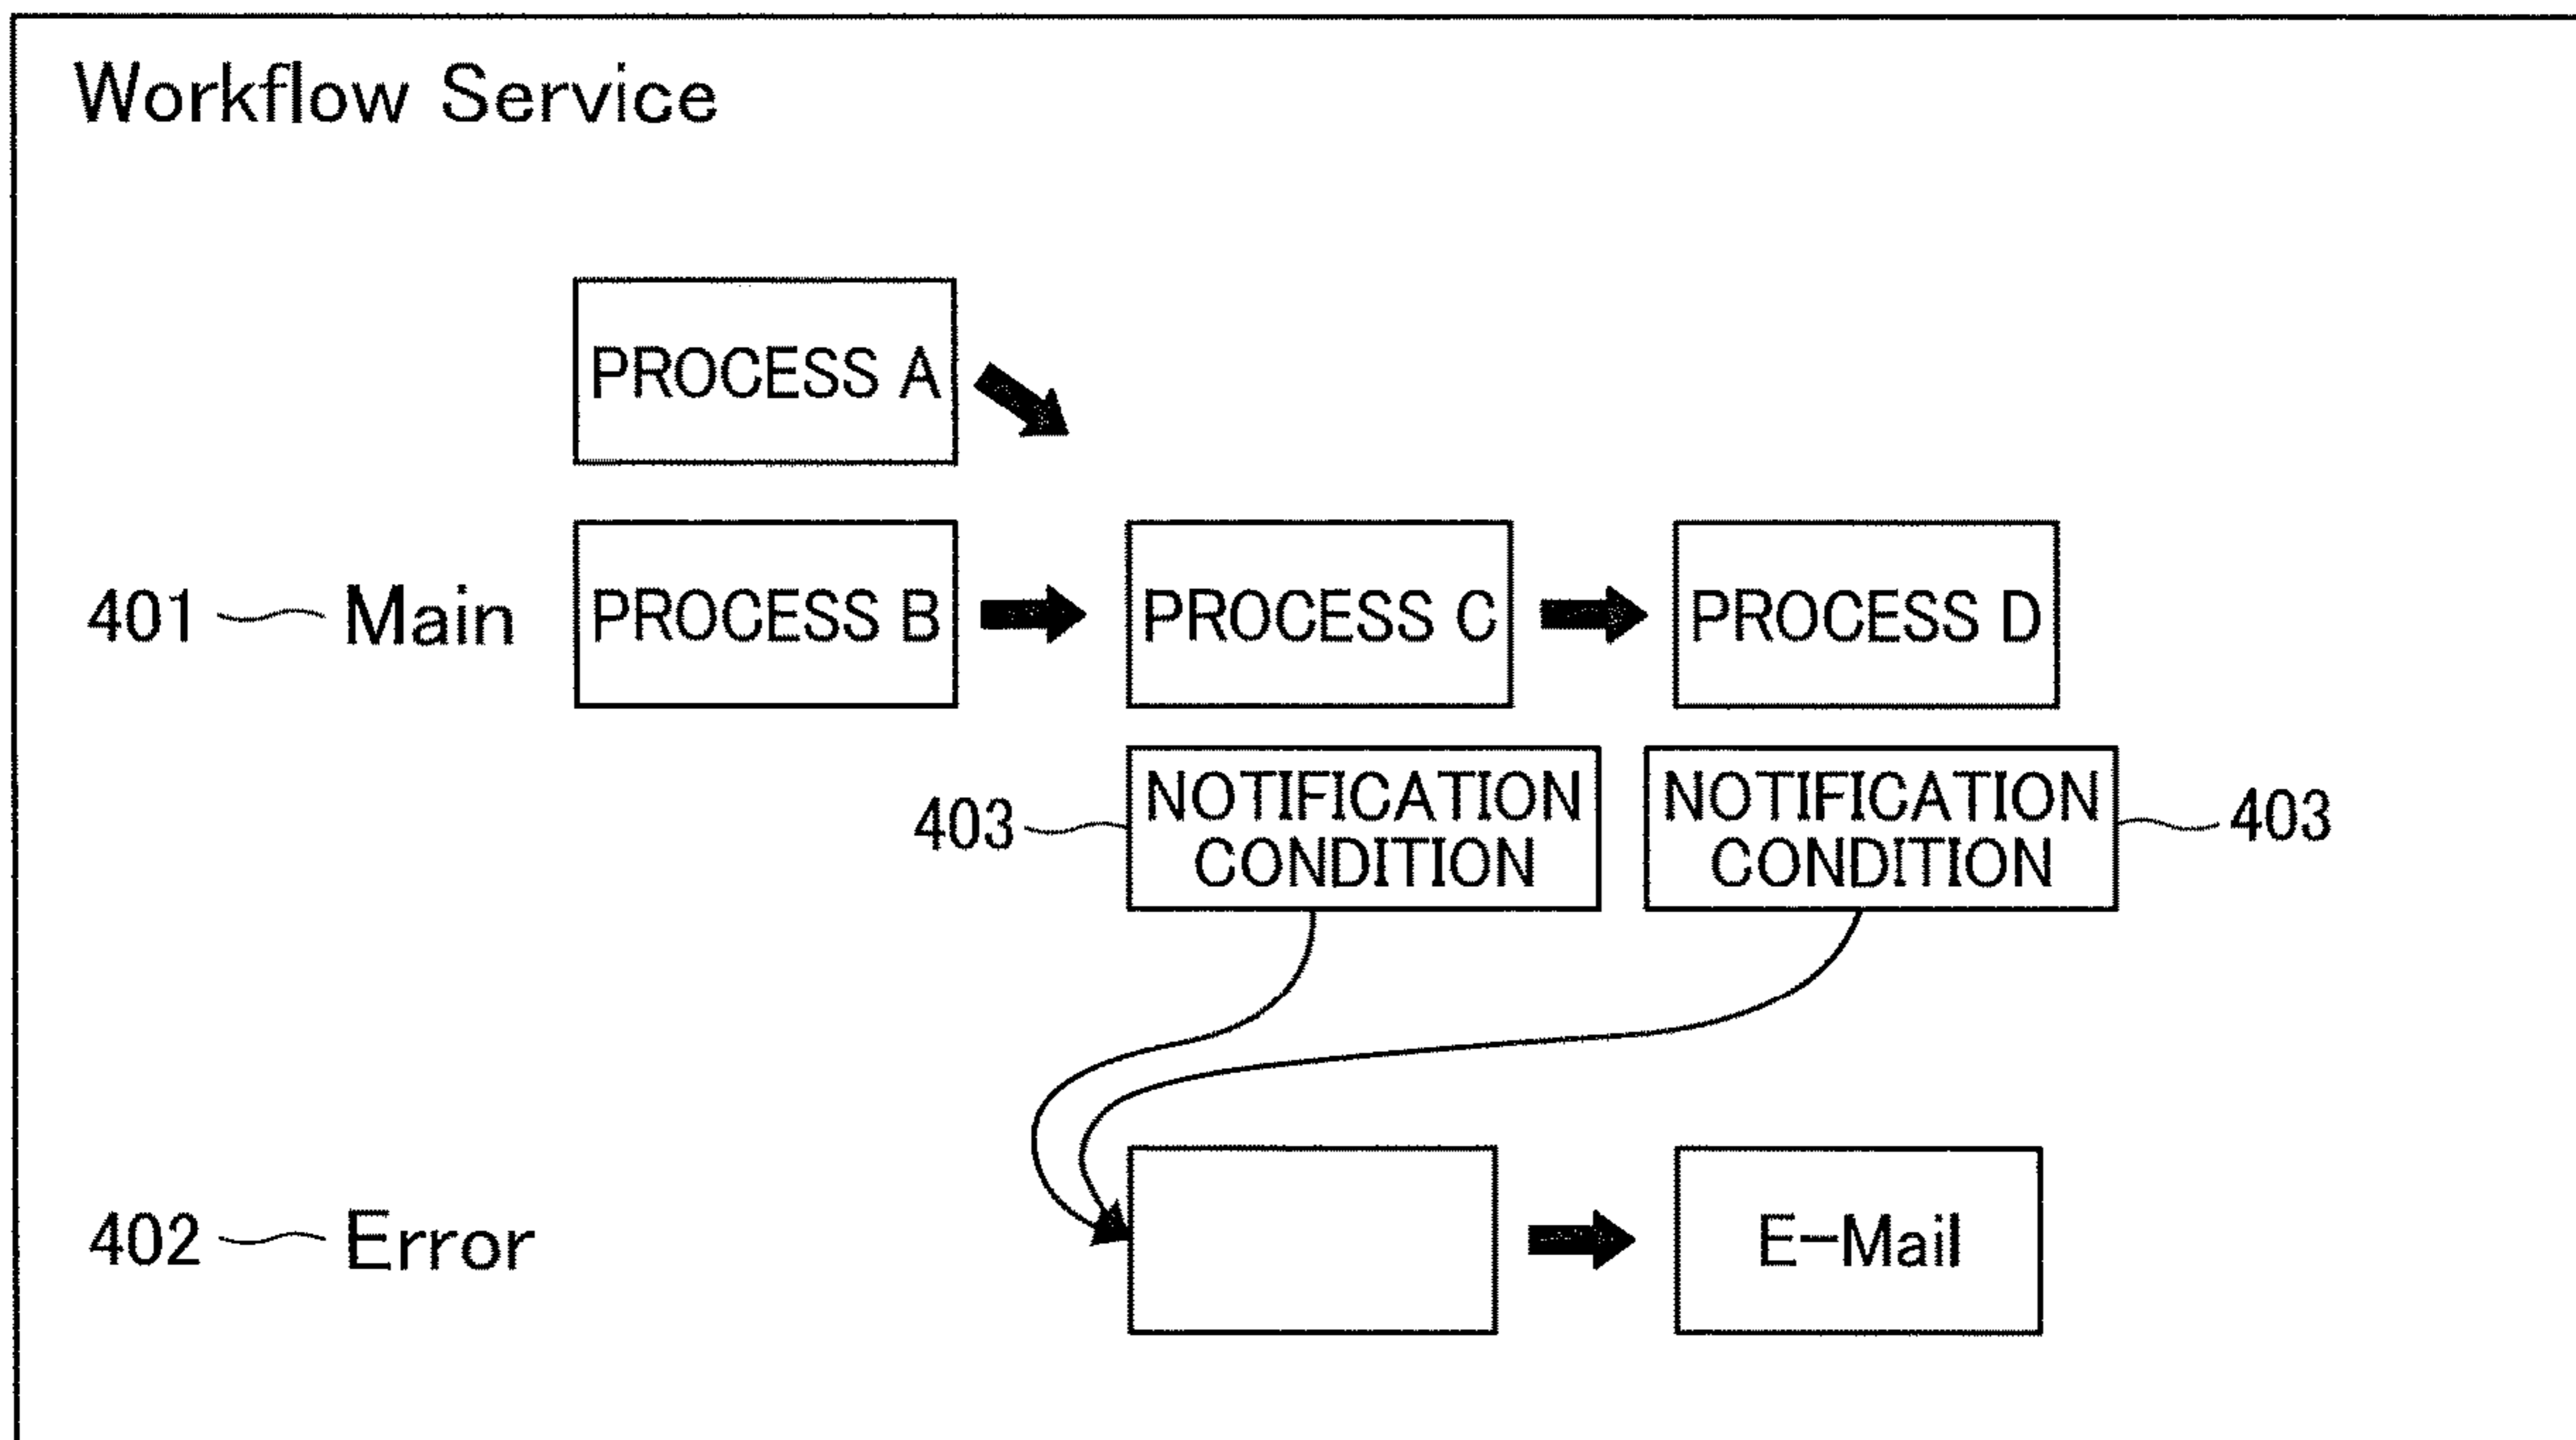 Workflow Service
PROCESS A
401 Main PROCESS B PROCESS C PROCESS D
403 NOTIFICATION CONDITION NOTIFICATION CONDITION 403
402 Error E-Mail